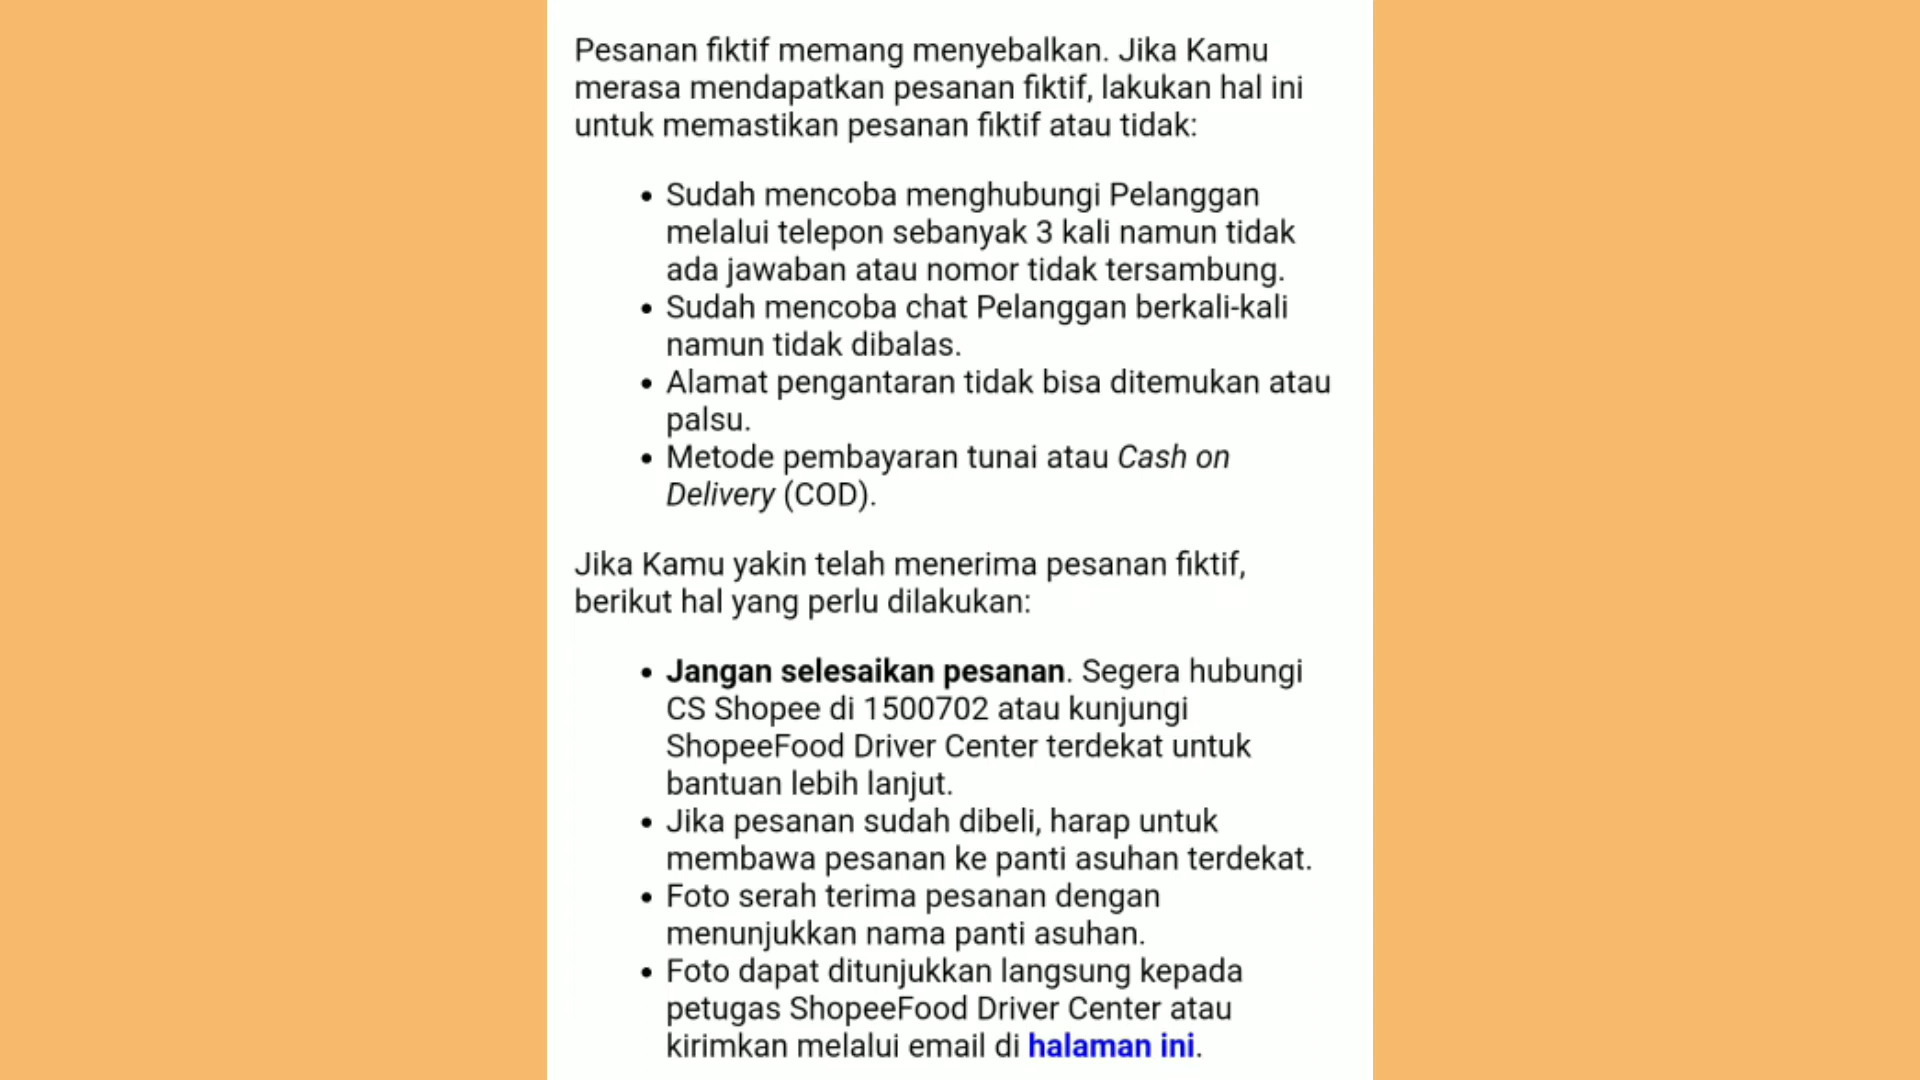 Pesanan fiktif memang menyebalkan. Jika Kamu
merasa mendapatkan pesanan fiktif, lakukan hal ini
untuk memastikan pesanan fiktif atau tidak:
• Sudah mencoba menghubungi Pelanggan
melalui telepon sebanyak 3 kali namun tidak
ada jawaban atau nomor tidak tersambung.
• Sudah mencoba chat Pelanggan berkali-kali
namun tidak dibalas.
• Alamat pengantaran tidak bisa ditemukan atau
palsu.
• Metode pembayaran tunai atau Cash on
Delivery (COD).
Jika Kamu yakin telah menerima pesanan fiktif,
berikut hal yang perlu dilakukan:
• Jangan selesaikan pesanan. Segera hubungi
CS Shopee di 1500702 atau kunjungi
ShopeeFood Driver Center terdekat untuk
bantuan lebih lanjut.
• Jika pesanan sudah dibeli, harap untuk
membawa pesanan ke panti asuhan terdekat.
• Foto serah terima pesanan dengan
menunjukkan nama panti asuhan.
• Foto dapat ditunjukkan langsung kepada
petugas ShopeeFood Driver Center atau
kirimkan melalui email di halaman ini.